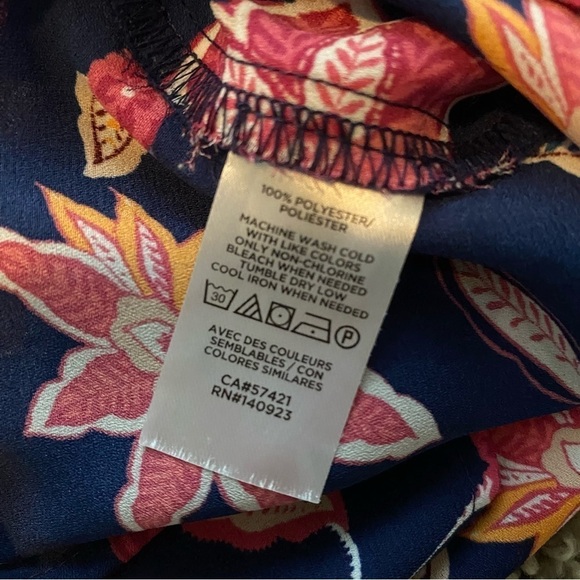 100% POLYESTER/
POLIÉSTER
MACHINE WASH COLD
WITH LIKE COLORS
ONLY NON-CHLORINE
BLEACH WHEN NEEDED
TUMBLE DRY LOW
COOL IRON WHEN NEEDED
30 P
AVEC DES COULEURS
SEMBLABLES / CON
COLORES SIMILARES
CA#57421
RN#140923